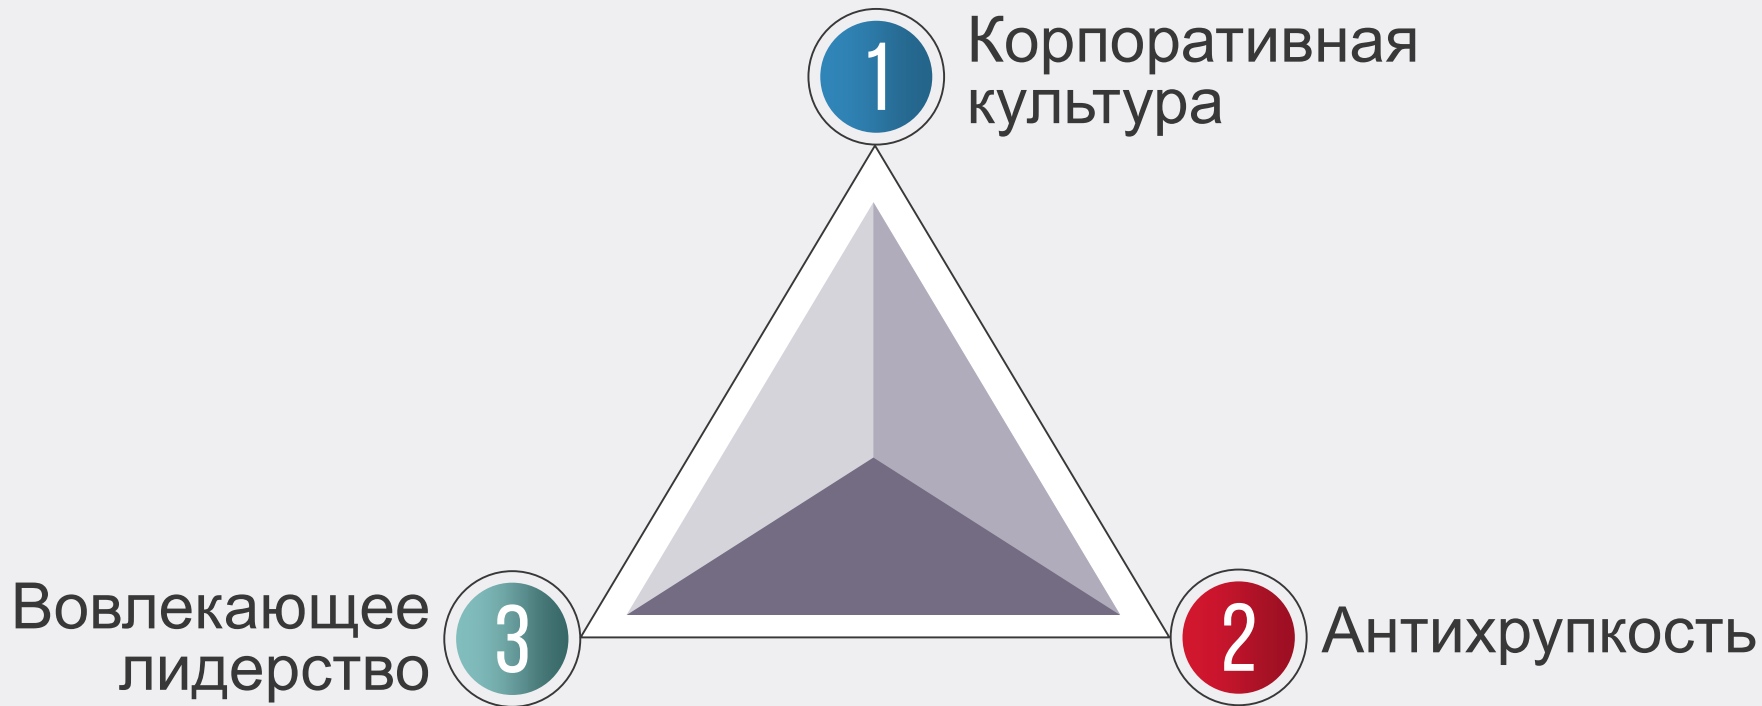 1
Корпоративная
культура
Вовлекающее
лидерство
3
2
Антихрупкость